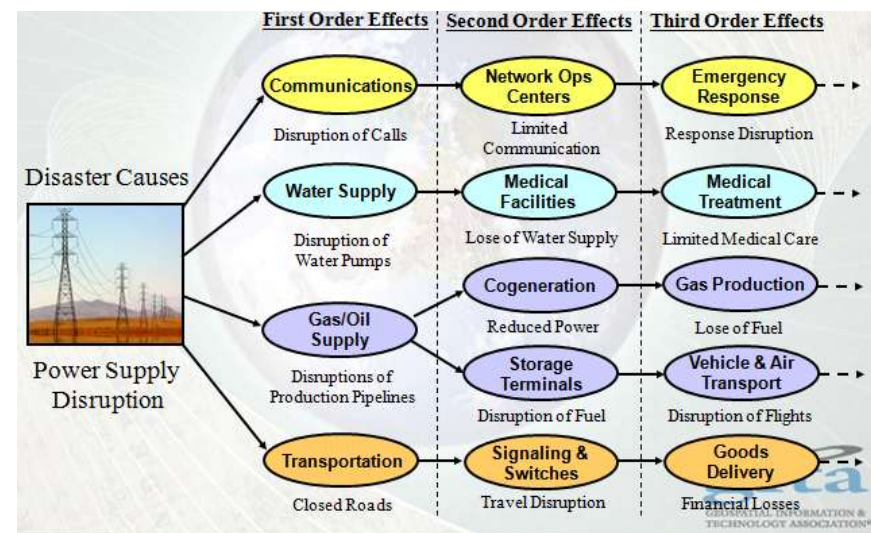 First Order Effects
Second Order Effects
Third Order Effects
Communications
Disruption of Calls
Network Ops
Centers
Limited
Communication
Emergency
Response
Response Disruption
Disaster Causes
Power Supply
Disruption
Water Supply
Disruption of
Water Pumps
Medical
Facilities
Lose of Water Supply
Medical
Treatment
Limited Medical Care
Gas/Oil
Supply
Disruptions of
Production Pipelines
Cogeneration
Reduced Power
Gas Production
Lose of Fuel
Storage
Terminals
Disruption of Fuel
Vehicle & Air
Transport
Disruption of Flights
Transportation
Closed Roads
Signaling &
Switches
Travel Disruption
Goods
Delivery
Financial Losses
GEOSPATIAL INFORMATION &
TECHNOLOGY ASSOCIATION